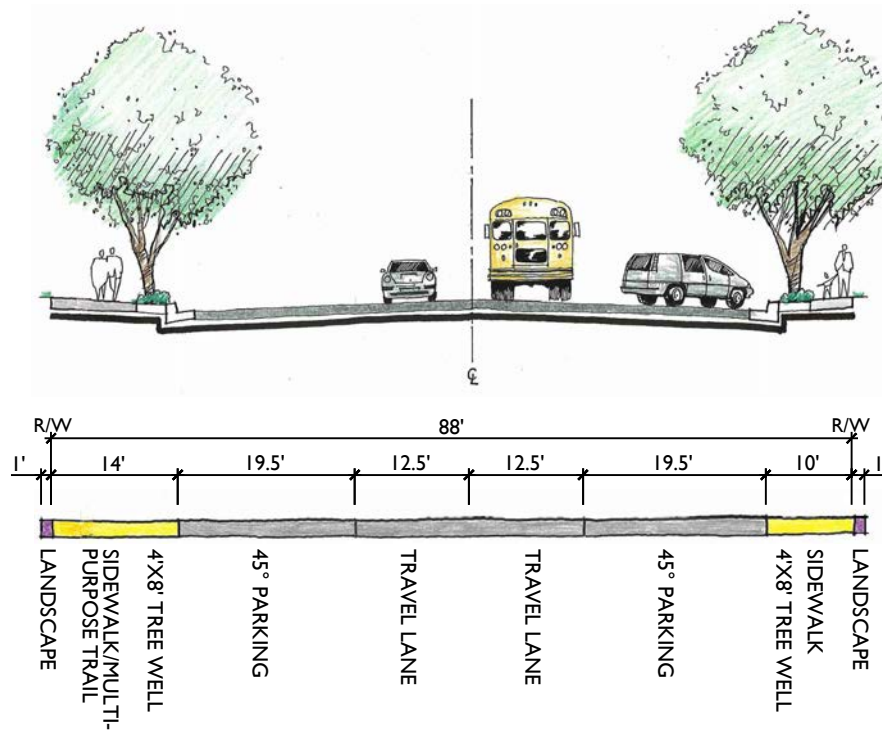 ℄
R/W
R/W
88'
1'
14'
19.5'
12.5'
12.5'
19.5'
10'
1
LANDSCAPE
SIDEWALK/MULTI-
PURPOSE TRAIL
4'X8' TREE WELL
45° PARKING
TRAVEL LANE
TRAVEL LANE
45° PARKING
SIDEWALK
4'X8' TREE WELL
LANDSCAPE